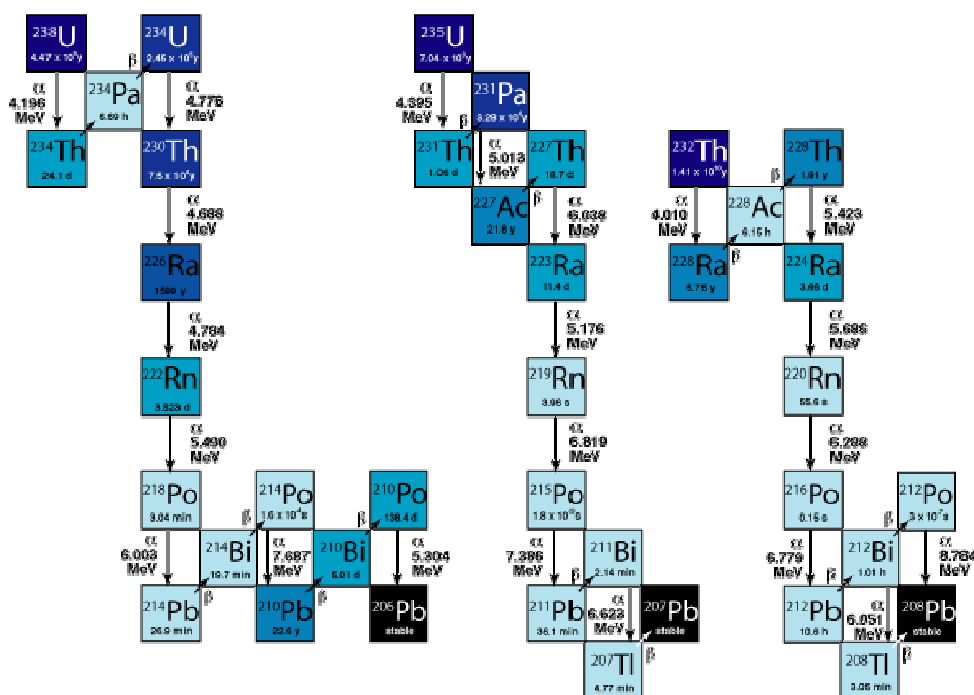 238U
4.47 x 10⁹y
234U
2.45 x 10⁵y
β
234Pa
6.69 h
α
4.196
MeV
α
4.776
MeV
234Th
24.1 d
230Th
7.5 x 10⁴y
α
4.688
MeV
226Ra
1599 y
α
4.784
MeV
222Rn
3.823 d
α
5.490
MeV
218Po
3.04 min
214Po
1.6 x 10⁻⁴s
210Po
138.4 d
β
β
α
6.003
MeV
214Bi
19.7 min
α
7.687
MeV
210Bi
5.01 d
α
5.304
MeV
214Pb
26.9 min
β
210Pb
22.6 y
β
206Pb
stable
235U
7.04 x 10⁸y
α
4.395
MeV
231Pa
3.29 x 10⁴y
β
231Th
1.06 d
α
5.013
MeV
227Th
18.7 d
227Ac
21.8 y
β
α
6.038
MeV
223Ra
11.4 d
α
5.176
MeV
219Rn
3.96 s
α
6.819
MeV
215Po
α
7.386
MeV
211Bi
2.14 min
β
211Pb
36.1 min
α
6.623
MeV
207Pb
stable
207Tl
4.77 min
β
232Th
1.41 x 10¹⁰y
228Th
1.91 y
β
α
4.010
MeV
228Ac
6.15 h
α
5.423
MeV
228Ra
5.75 y
β
224Ra
3.66 d
α
5.686
MeV
220Rn
55.6 s
α
6.288
MeV
216Po
0.15 s
212Po
3 x 10⁻⁷s
β
α
6.779
MeV
212Bi
1.01 h
α
8.784
MeV
β
212Pb
10.6 h
α
6.051
MeV
208Pb
stable
208Tl
3.05 min
β